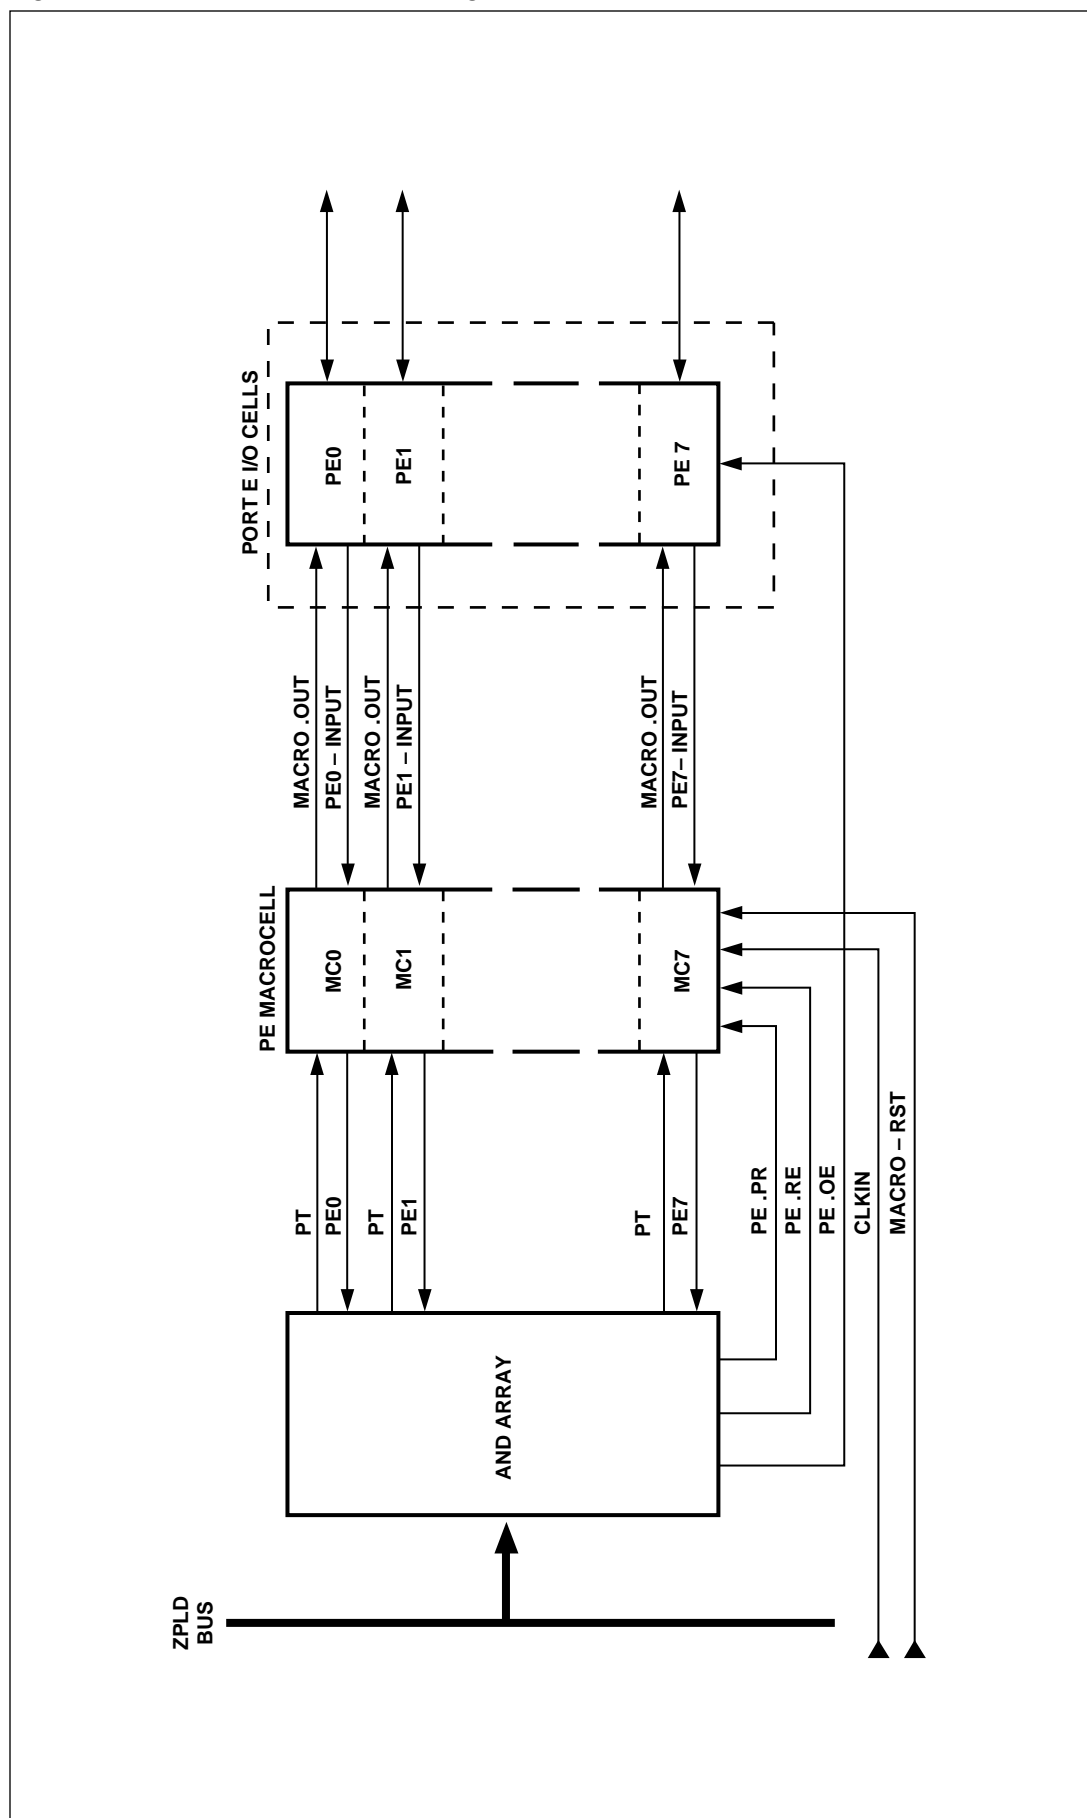 ZPLD
BUS
AND ARRAY
PT
PE0
PT
PE1
PT
PE7
PE .PR
PE .RE
PE .OE
CLKIN
MACRO – RST
PE MACROCELL
MC0
MC1
MC7
MACRO .OUT
PE0 – INPUT
MACRO .OUT
PE1 – INPUT
MACRO .OUT
PE7– INPUT
PORT E I/O CELLS
PE0
PE1
PE 7